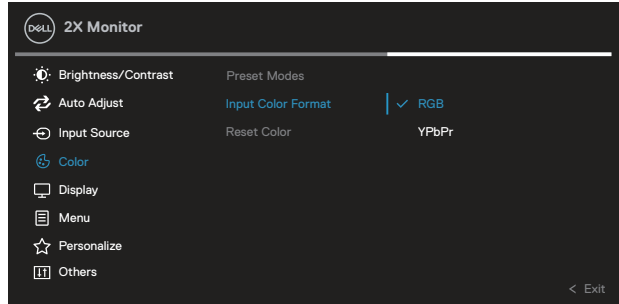 DELL 2X Monitor
Brightness/Contrast Preset Modes
Auto Adjust Input Color Format ✓ RGB
Input Source Reset Color YPbPr
Color
Display
Menu
Personalize
Others
< Exit